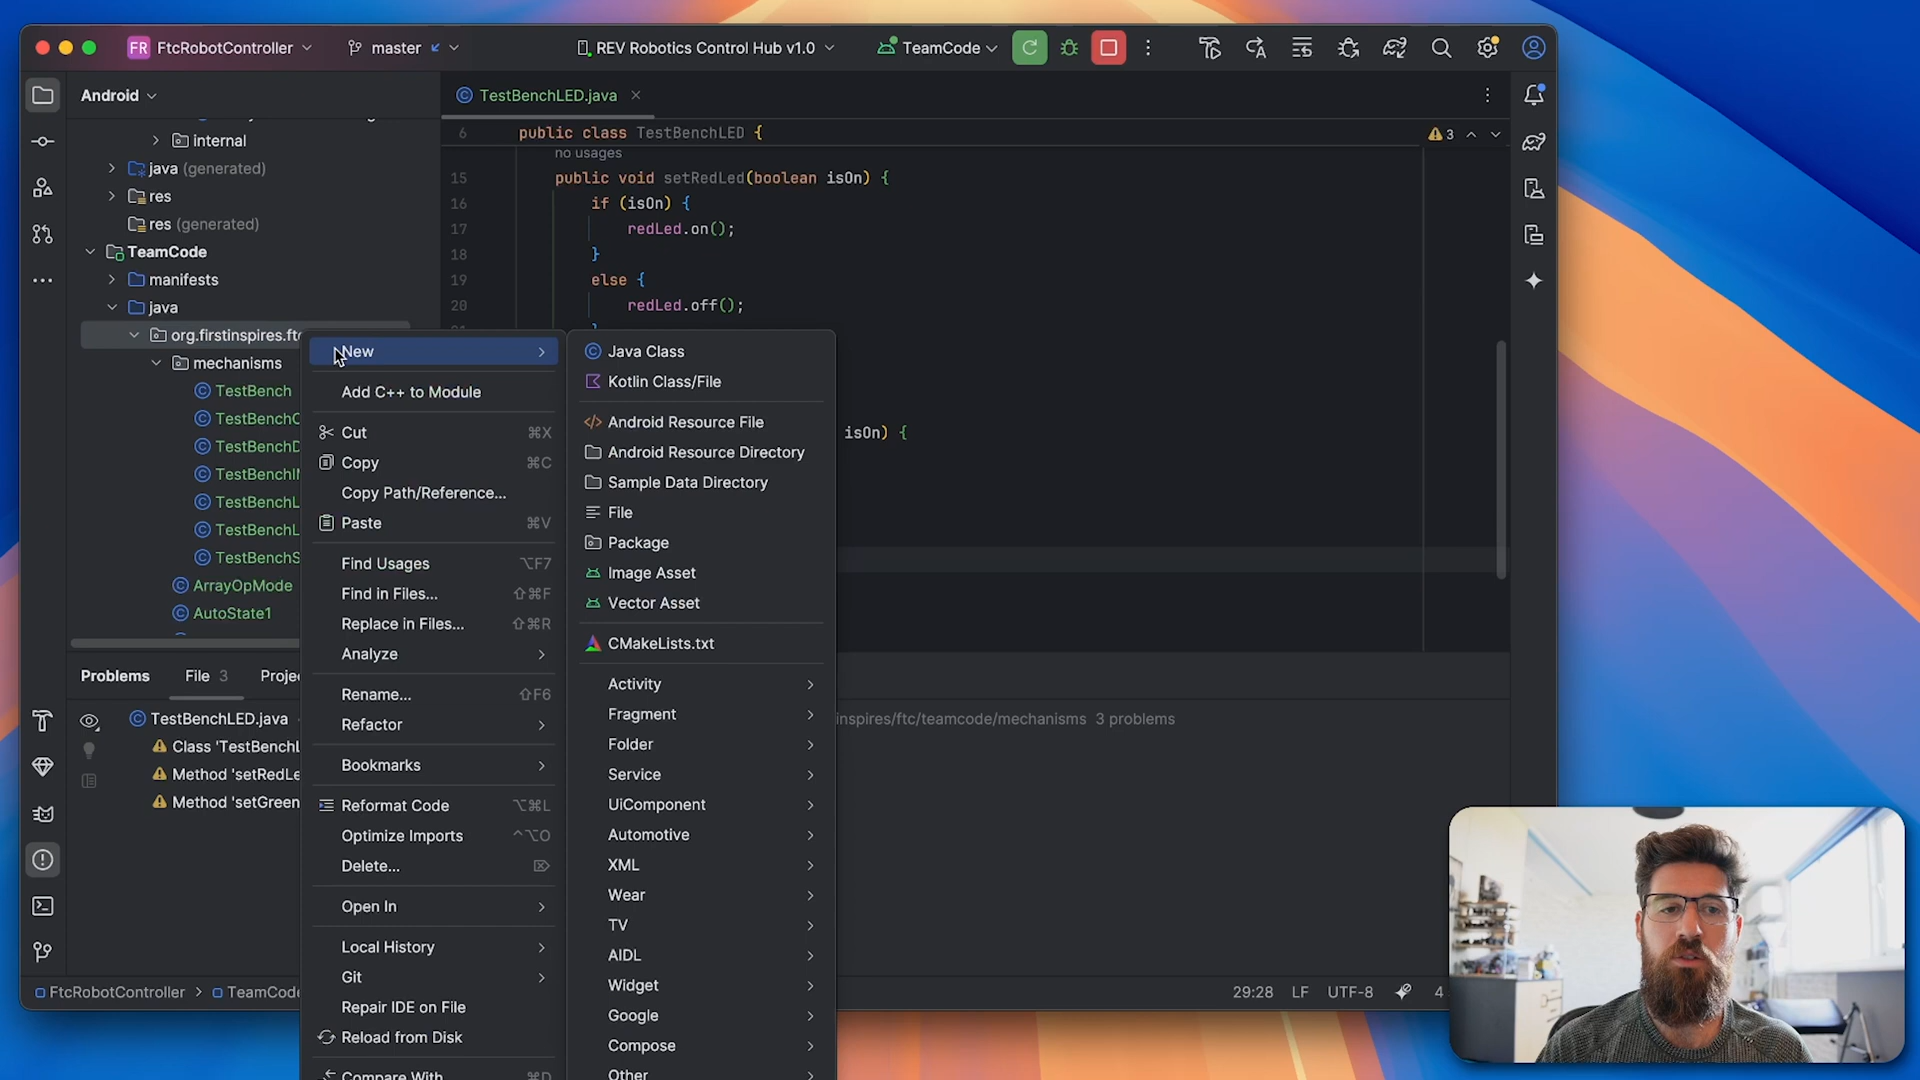 FR FtcRobotController
master
REV Robotics Control Hub v1.0
TeamCode
Android
TestBenchLED.java
internal
java (generated)
res
res (generated)
TeamCode
manifests
java
org.firstinspires.ftc
mechanisms
TestBench
TestBenchC
TestBenchD
TestBenchIM
TestBenchL
TestBenchL
TestBenchS
ArrayOpMode
AutoState1
6 public class TestBenchLED {
3
no usages
15 public void setRedLed(boolean isOn) {
16 if (isOn) {
17 redLed.on();
18 }
19 else {
20 redLed.off();
isOn) {
New
Add C++ to Module
Cut ⌘X
Copy ⌘C
Copy Path/Reference...
Paste ⌘V
Find Usages ⌥F7
Find in Files... ⇧⌘F
Replace in Files... ⇧⌘R
Analyze
Rename... ⇧F6
Refactor
Bookmarks
Reformat Code ⌥⌘L
Optimize Imports ^⌥O
Delete... ⌦
Open In
Local History
Git
Repair IDE on File
Reload from Disk
Compare With... ⌘D
Java Class
Kotlin Class/File
Android Resource File
Android Resource Directory
Sample Data Directory
File
Package
Image Asset
Vector Asset
CMakeLists.txt
Activity
Fragment
Folder
Service
UiComponent
Automotive
XML
Wear
TV
AIDL
Widget
Google
Compose
Other
Problems File 3 Projec
TestBenchLED.java
inspires/ftc/teamcode/mechanisms 3 problems
Class 'TestBenchL
Method 'setRedLe
Method 'setGreen
FtcRobotController > TeamCode
29:28 LF UTF-8 4